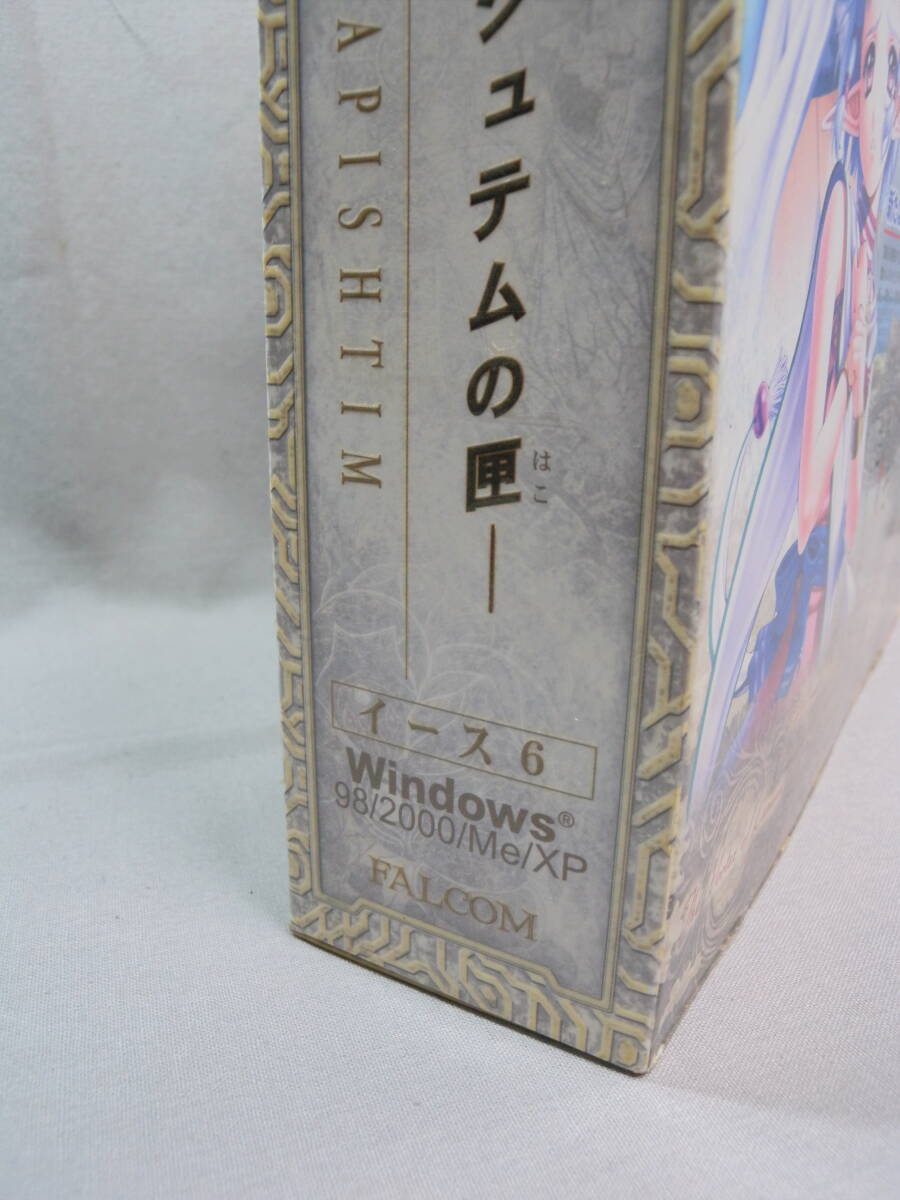 シュテムの匣―
はこ
APISHTIM
イース6
Windows®
98/2000/Me/XP
FALCOM